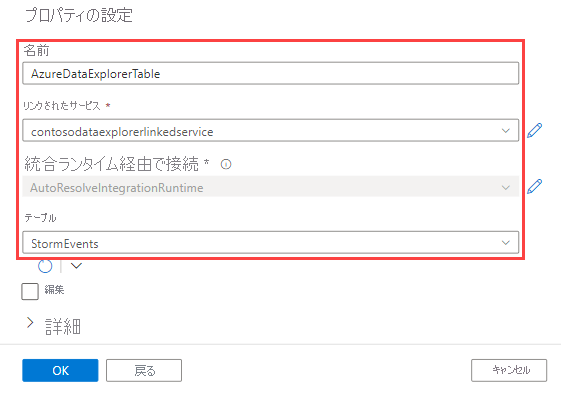 プロパティの設定
名前
AzureDataExplorerTable
リンクされたサービス *
contosodataexplorerlinkedservice
統合ランタイム経由で接続 *
AutoResolveIntegrationRuntime
テーブル
StormEvents
編集
詳細
OK 戻る キャンセル